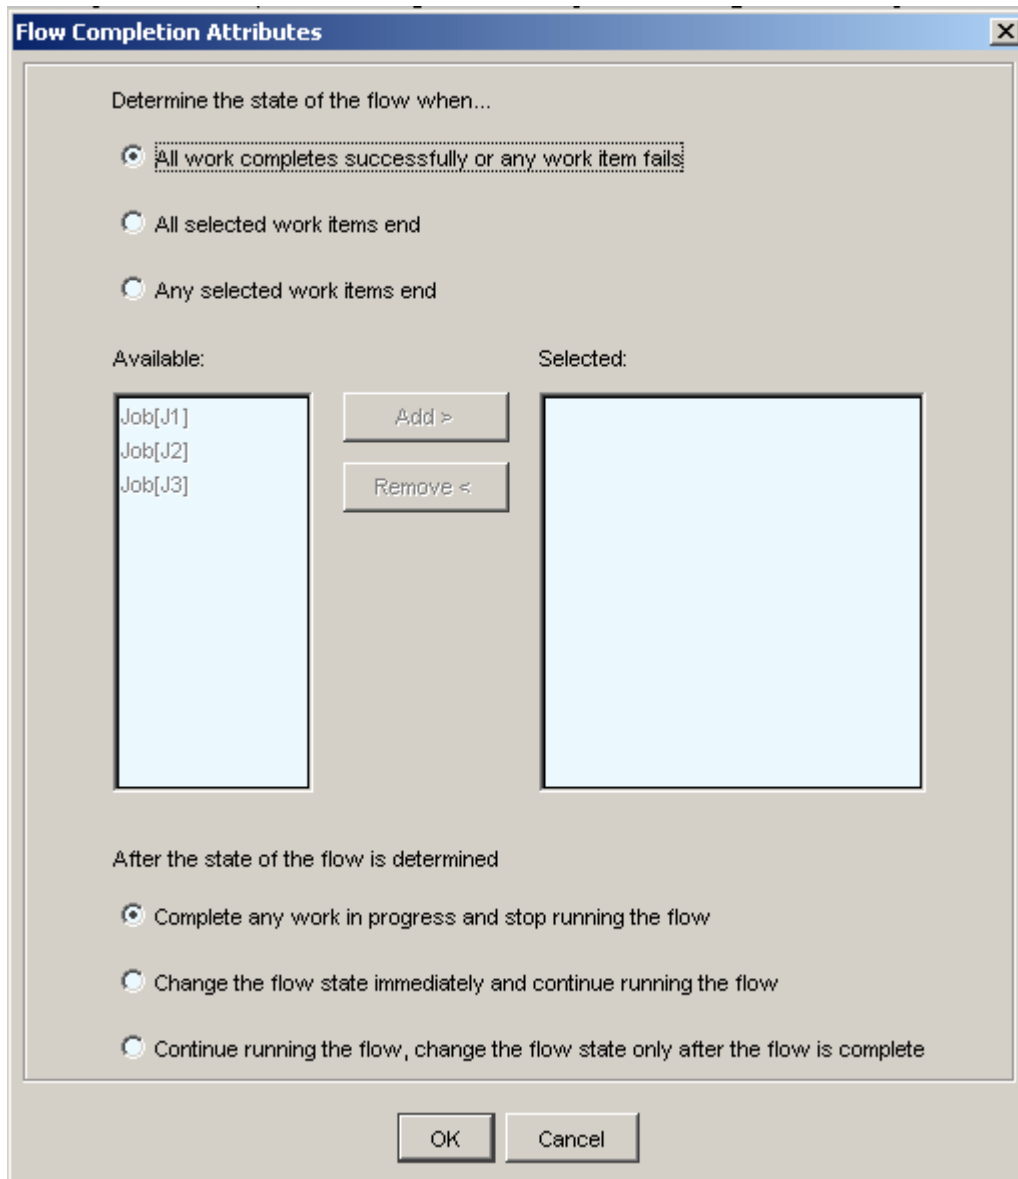 Flow Completion Attributes
Determine the state of the flow when...
All work completes successfully or any work item fails
All selected work items end
Any selected work items end
Available:
Selected:
Job[J1]
Job[J2]
Job[J3]
Add >
Remove <
After the state of the flow is determined
Complete any work in progress and stop running the flow
Change the flow state immediately and continue running the flow
Continue running the flow, change the flow state only after the flow is complete
OK
Cancel